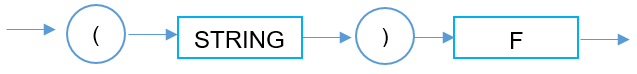 ( STRING ) F